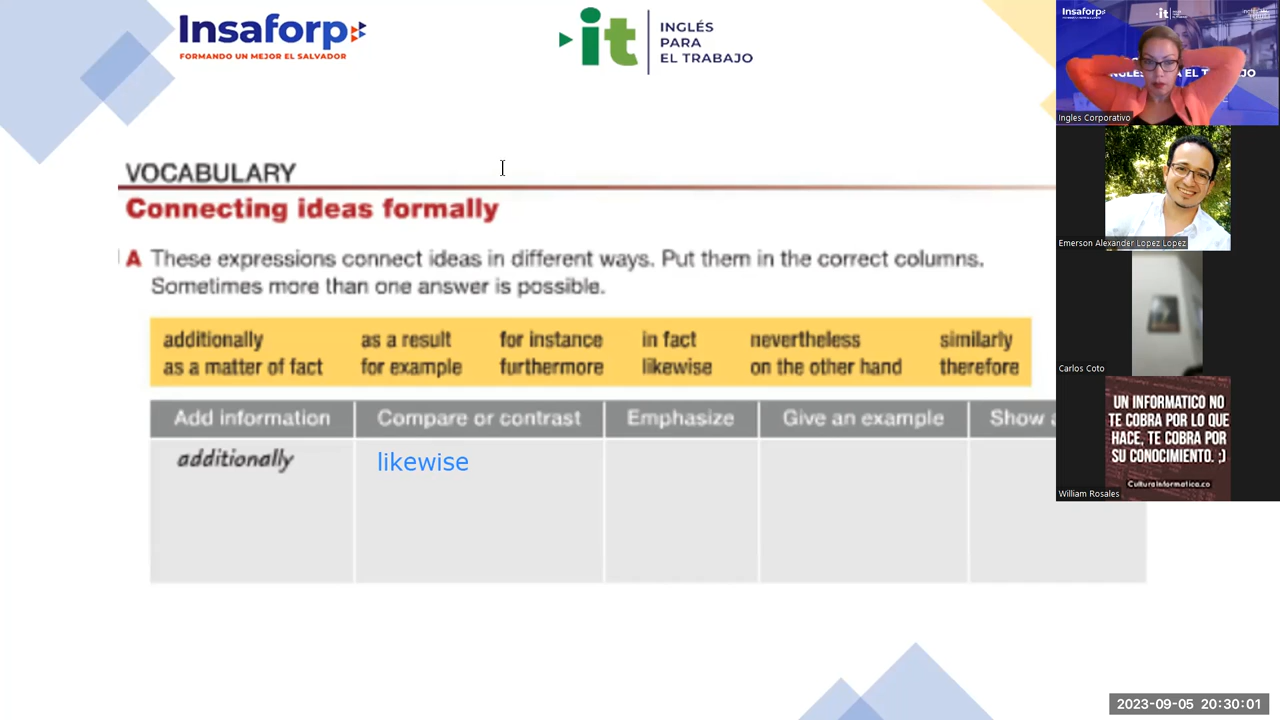 Insaforp
FORMANDO UN MEJOR EL SALVADOR
it
INGLÉS
PARA
EL TRABAJO
VOCABULARY
Connecting ideas formally
A These expressions connect ideas in different ways. Put them in the correct columns.
Sometimes more than one answer is possible.
additionally as a result for instance in fact nevertheless similarly
as a matter of fact for example furthermore likewise on the other hand therefore
Add information Compare or contrast Emphasize Give an example Show
additionally likewise
Insaforp
it
Ingles Corporativo
Emerson Alexander Lopez Lopez
Carlos Coto
UN INFORMATICO NO
TE COBRA POR LO QUE
HACE, TE COBRA POR
SU CONOCIMIENTO. ;)
CulturaInformatica.co
William Rosales
2023-09-05 20:30:01